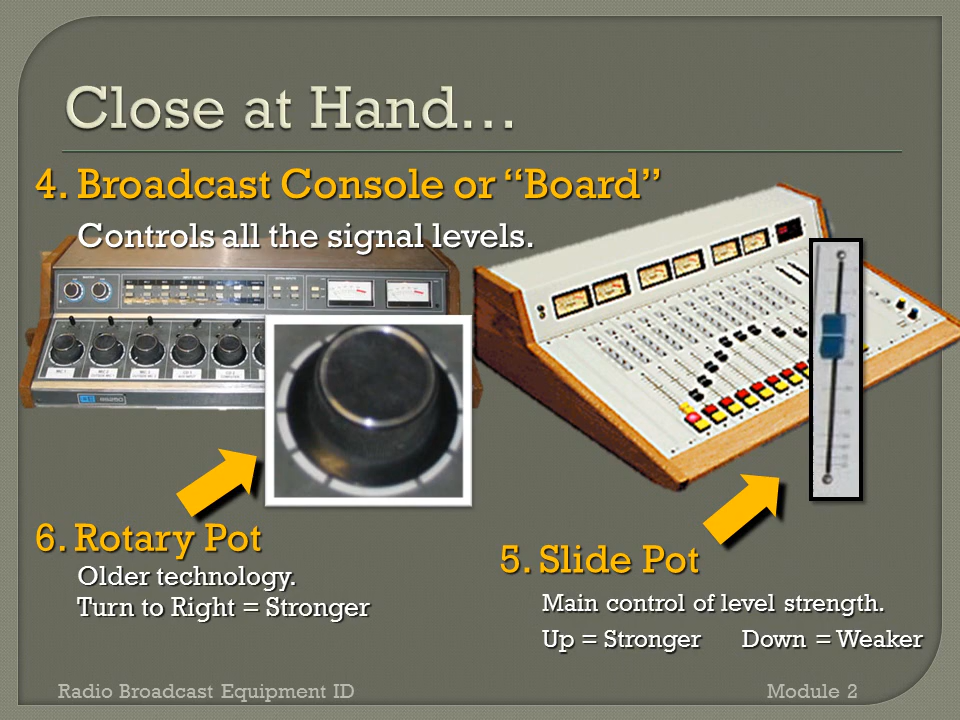 Close at Hand…
4. Broadcast Console or “Board”
Controls all the signal levels.
6. Rotary Pot
Older technology.
Turn to Right = Stronger
5. Slide Pot
Main control of level strength.
Up = Stronger Down = Weaker
Radio Broadcast Equipment ID Module 2